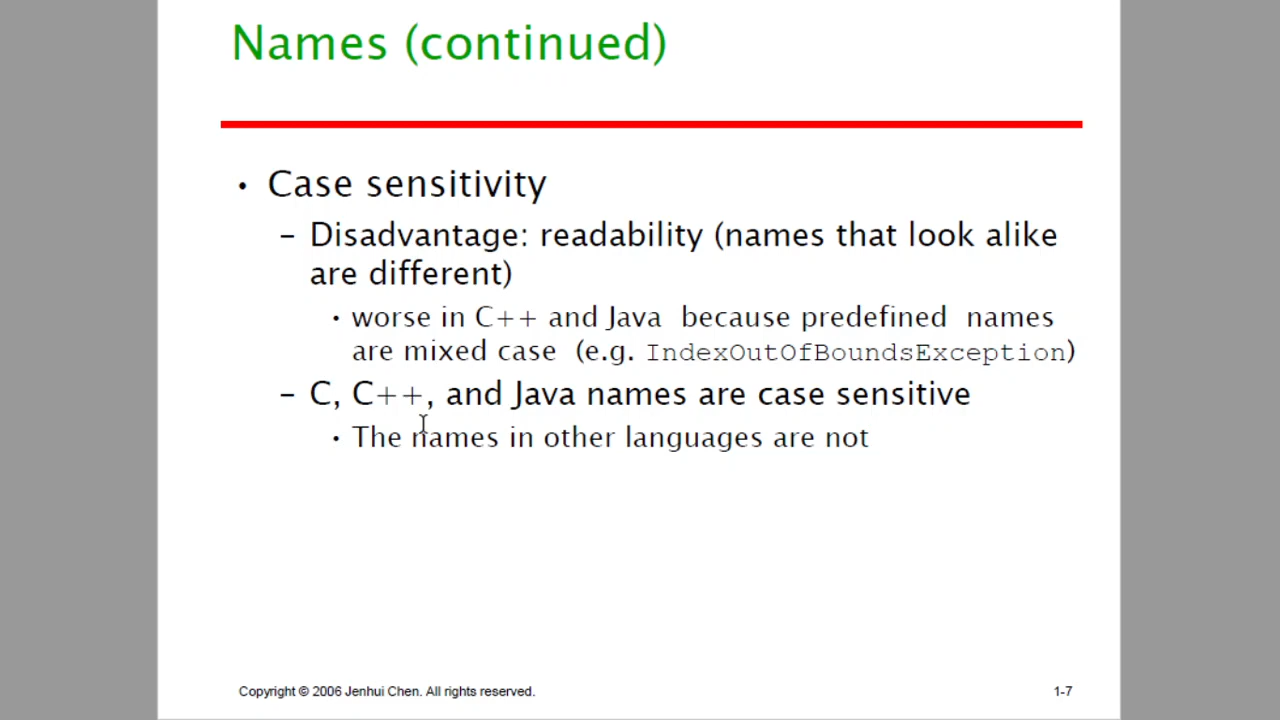 Names (continued)
• Case sensitivity
– Disadvantage: readability (names that look alike
are different)
• worse in C++ and Java because predefined names
are mixed case (e.g. IndexOutOfBoundsException)
– C, C++, and Java names are case sensitive
• The names in other languages are not
Copyright © 2006 Jenhui Chen. All rights reserved.
1-7